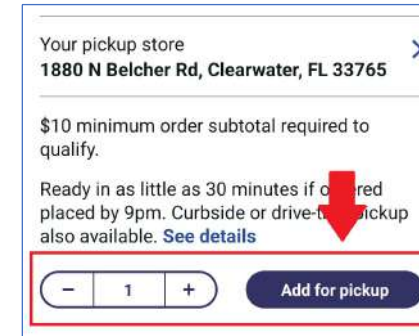 Your pickup store
1880 N Belcher Rd, Clearwater, FL 33765
$10 minimum order subtotal required to
qualify.
Ready in as little as 30 minutes if
placed by 9pm. Curbside or
also available. See details
− 1 + Add for pickup